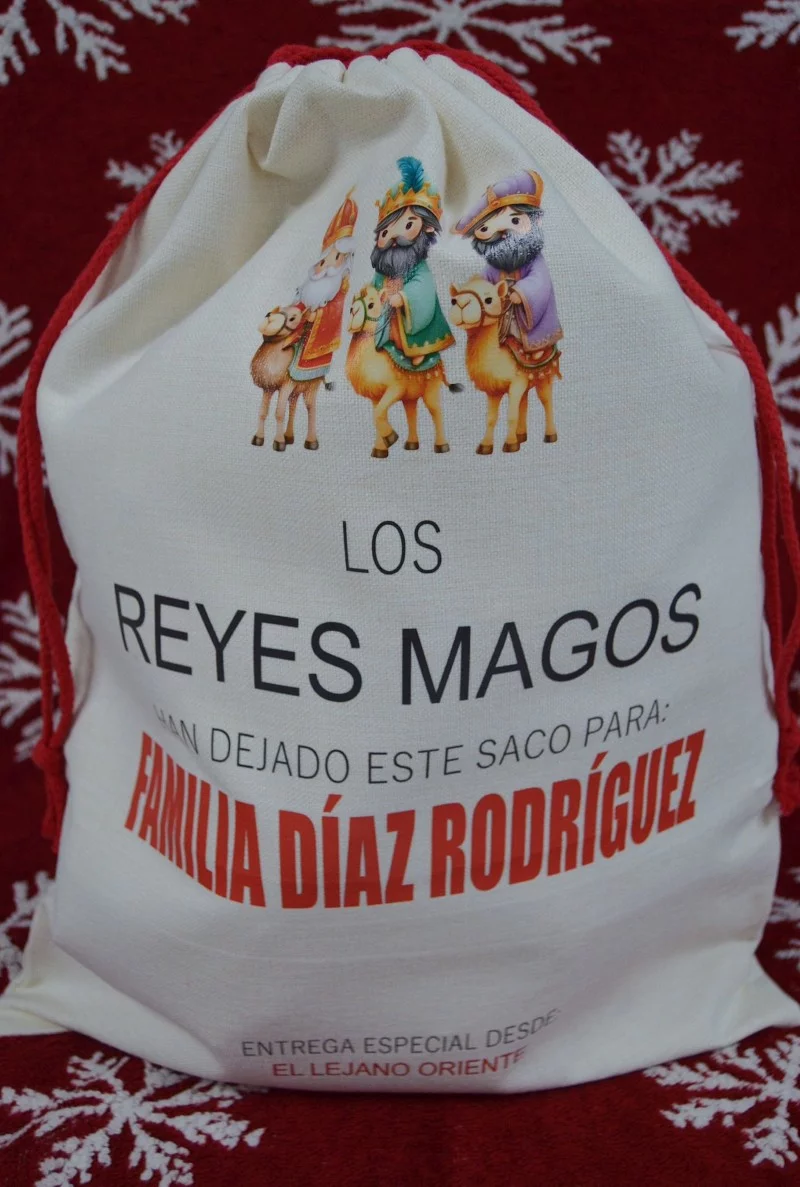 LOS
REYES MAGOS
HAN DEJADO ESTE SACO PARA:
FAMILIA DÍAZ RODRÍGUEZ
ENTREGA ESPECIAL DESDE:
EL LEJANO ORIENTE